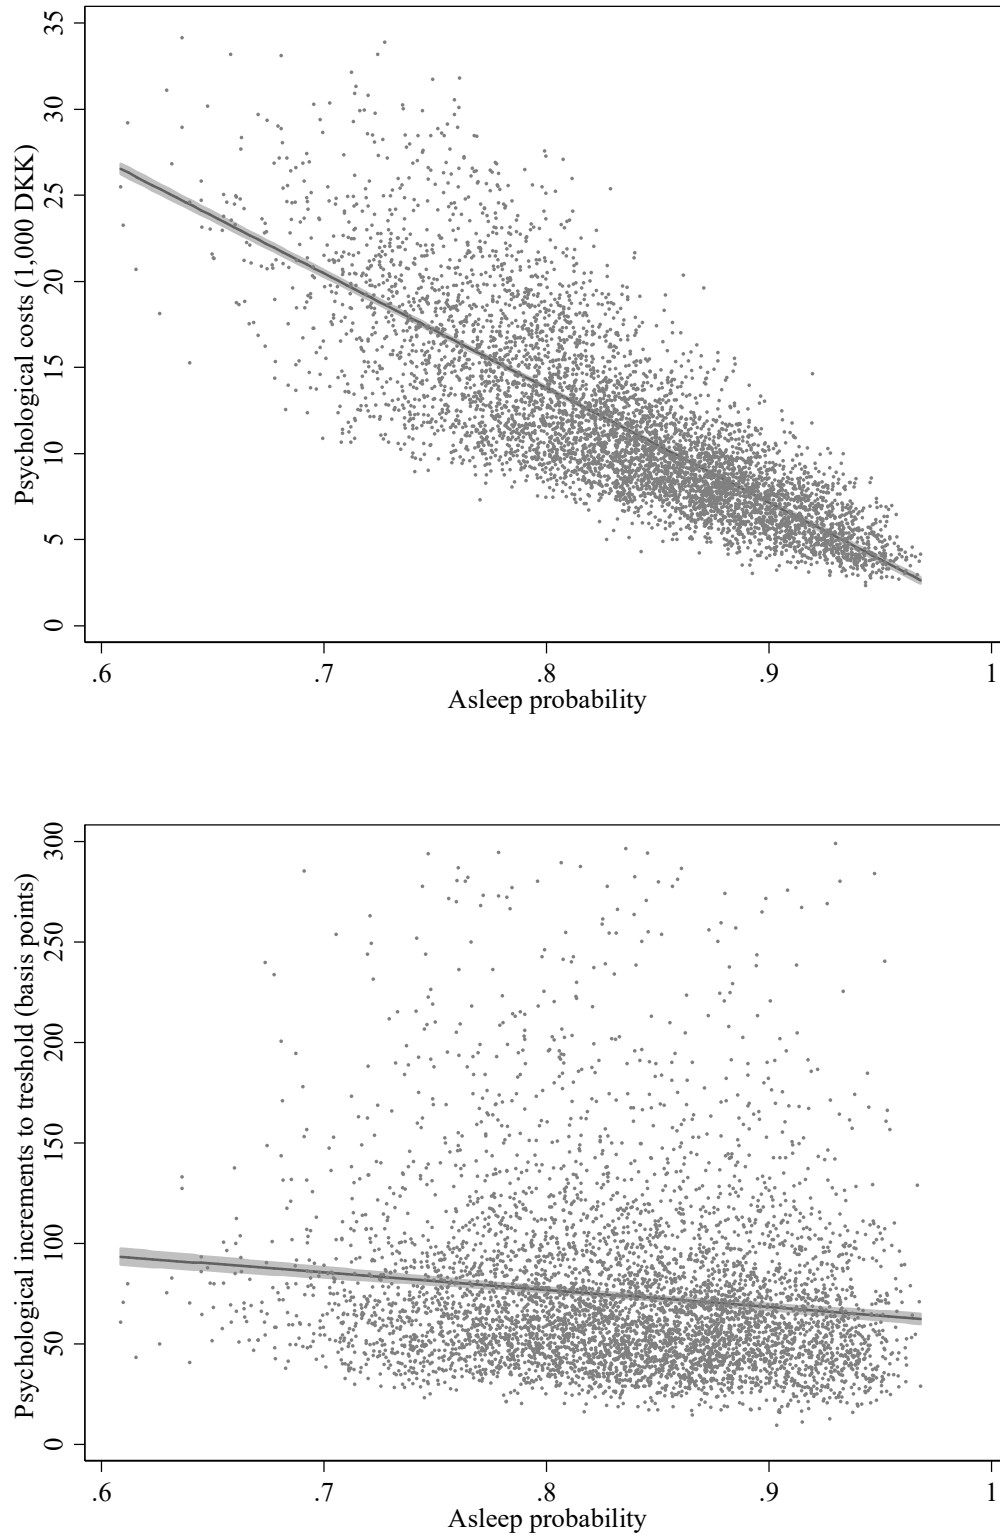 Psychological costs (1,000 DKK)
35
30
25
20
15
10
5
0
.6 .7 .8 .9 1
Asleep probability
Psychological increments to treshold (basis points)
300
250
200
150
100
50
0
.6 .7 .8 .9 1
Asleep probability